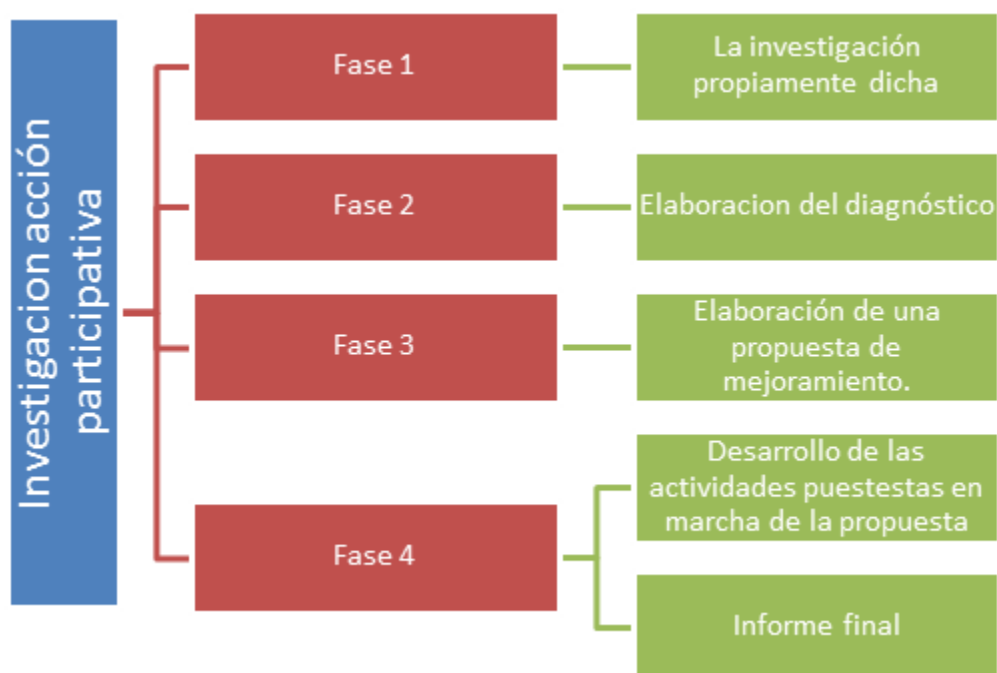 Investigacion acción
participativa
Fase 1
La investigación
propiamente dicha
Fase 2
Elaboracion del diagnóstico
Fase 3
Elaboración de una
propuesta de
mejoramiento.
Fase 4
Desarrollo de las
actividades puestestas en
marcha de la propuesta
Informe final